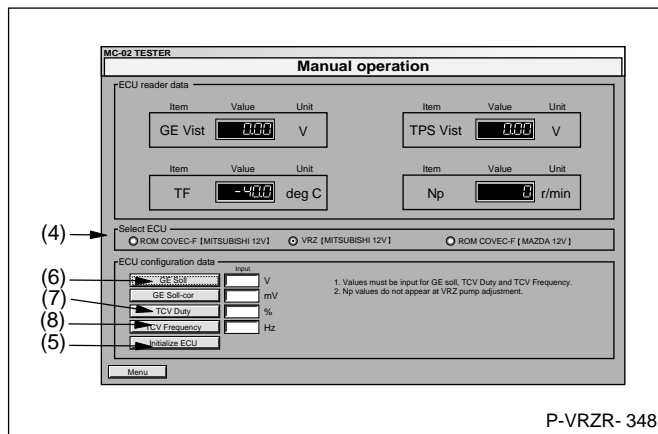 MC-02 TESTER
Manual operation
ECU reader data
Item Value Unit Item Value Unit
GE Vist 0.00 V TPS Vist 0.00 V
Item Value Unit Item Value Unit
TF -40.0 deg C Np 0 r/min
(4) Select ECU
ROM COVEC-F [MITSUBISHI 12V] VRZ [MITSUBISHI 12V] ROM COVEC-F [ MAZDA 12V ]
ECU configuration data
Input
(6) GE Soll V 1. Values must be input for GE soll, TCV Duty and TCV Frequency.
GE Soll-cor mV 2. Np values do not appear at VRZ pump adjustment.
(7) TCV Duty %
(8) TCV Frequency Hz
(5) Initialize ECU
Menu
P-VRZR- 348